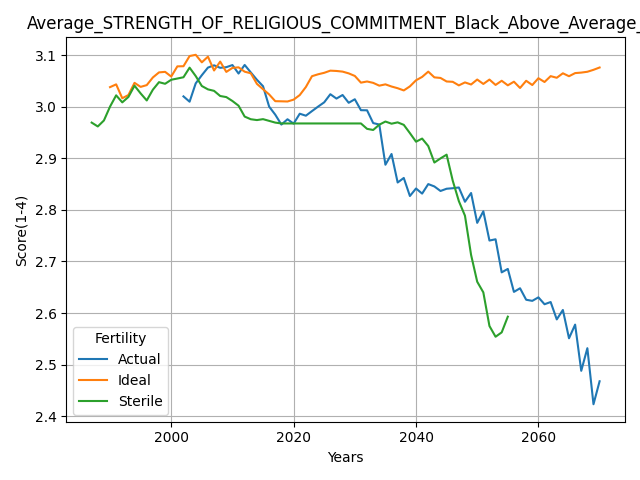 Average_STRENGTH_OF_RELIGIOUS_COMMITMENT_Black_Above_Average_
3.1
3.0
2.9
2.8
2.7
2.6
2.5
2.4
Score(1-4)
Fertility
Actual
Ideal
Sterile
2000 2020 2040 2060
Years